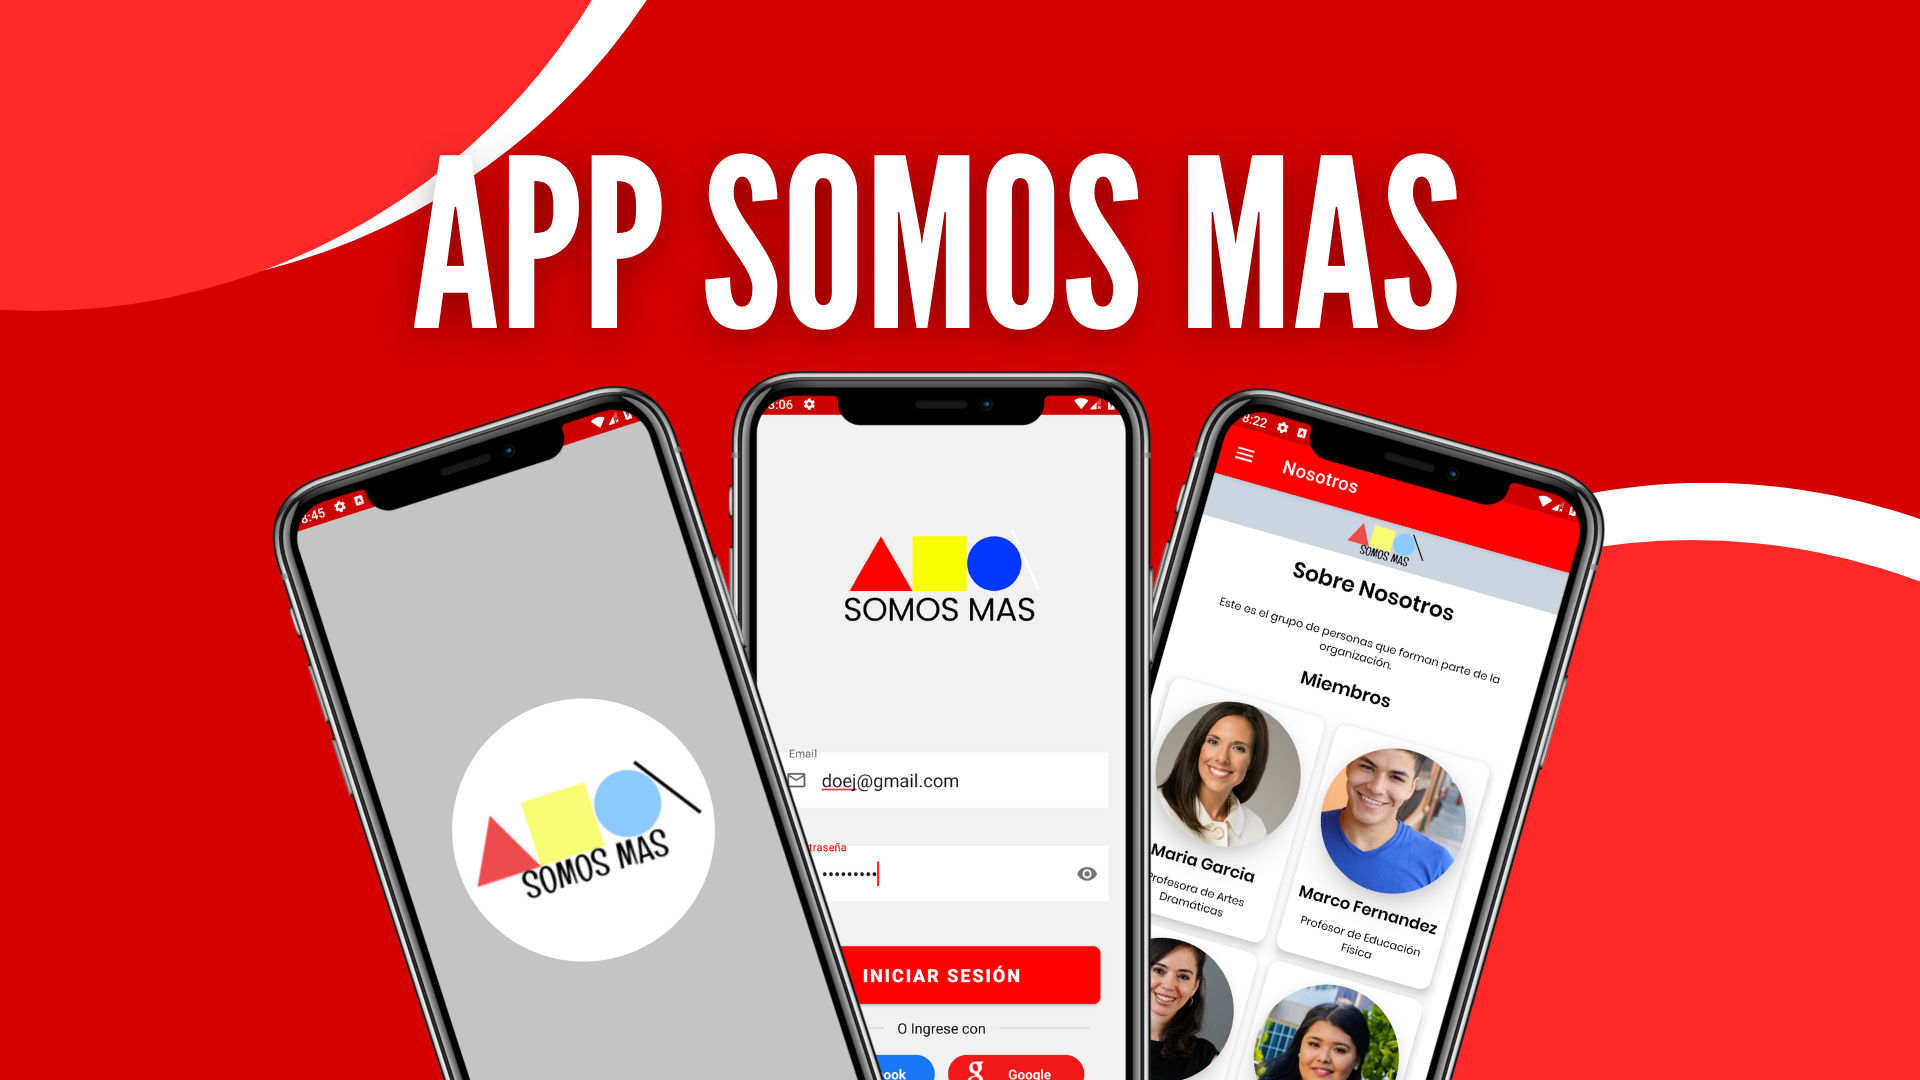 APP SOMOS MAS
8:45
SOMOS MAS
3:06
SOMOS MAS
Email
doej@gmail.com
traseña
•••••••••
INICIAR SESIÓN
O Ingrese con
ook
g Google
8:22
Nosotros
SOMOS MAS
Sobre Nosotros
Este es el grupo de personas que forman parte de la
organización.
Miembros
Maria Garcia
Profesora de Artes
Dramáticas
Marco Fernandez
Profesor de Educación
Física